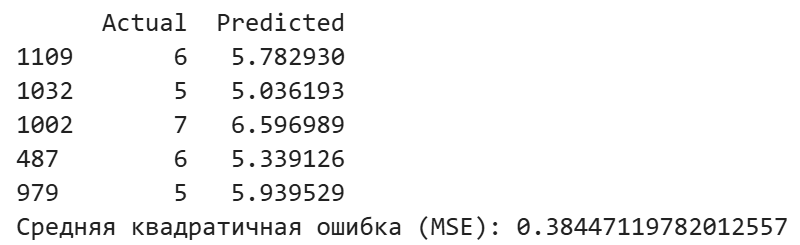 Actual Predicted
1109 6 5.782930
1032 5 5.036193
1002 7 6.596989
487 6 5.339126
979 5 5.939529
Средняя квадратичная ошибка (MSE): 0.38447119782012557